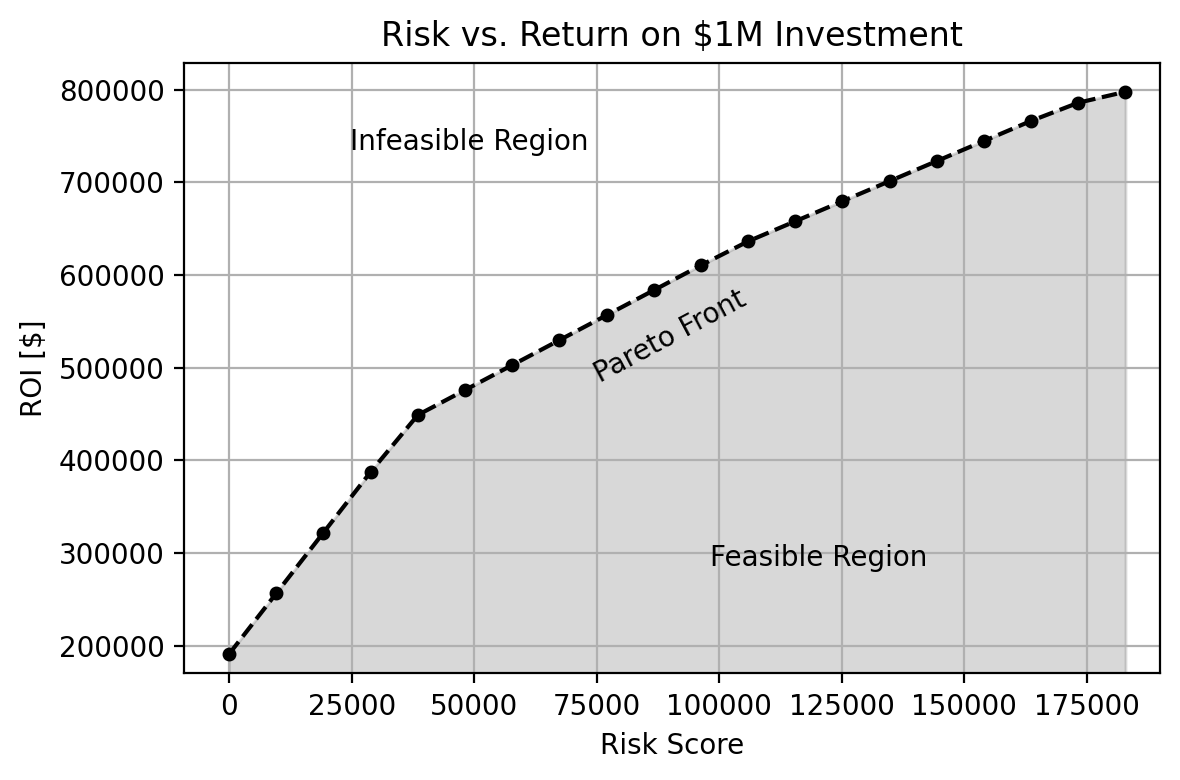 Risk vs. Return on $1M Investment
800000
700000
600000
500000
400000
300000
200000
ROI [$]
Infeasible Region
Pareto Front
Feasible Region
0
25000
50000
75000
100000
125000
150000
175000
Risk Score